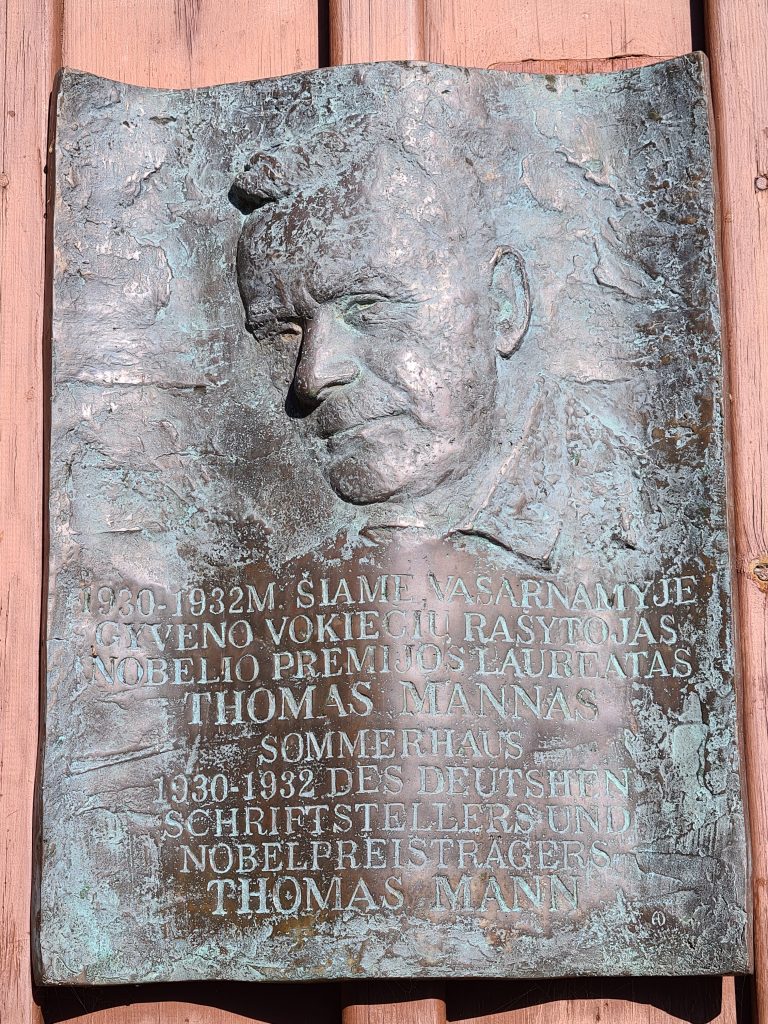 1930-1932M. ŠIAME VASARNAMYJE
GYVENO VOKIEČIŲ RAŠYTOJAS
NOBELIO PREMIJOS LAUREATAS
THOMAS MANNAS
SOMMERHAUS
1930-1932 DES DEUTSHEN
SCHRIFTSTELLERS UND
NOBELPREISTRÄGERS
THOMAS MANN